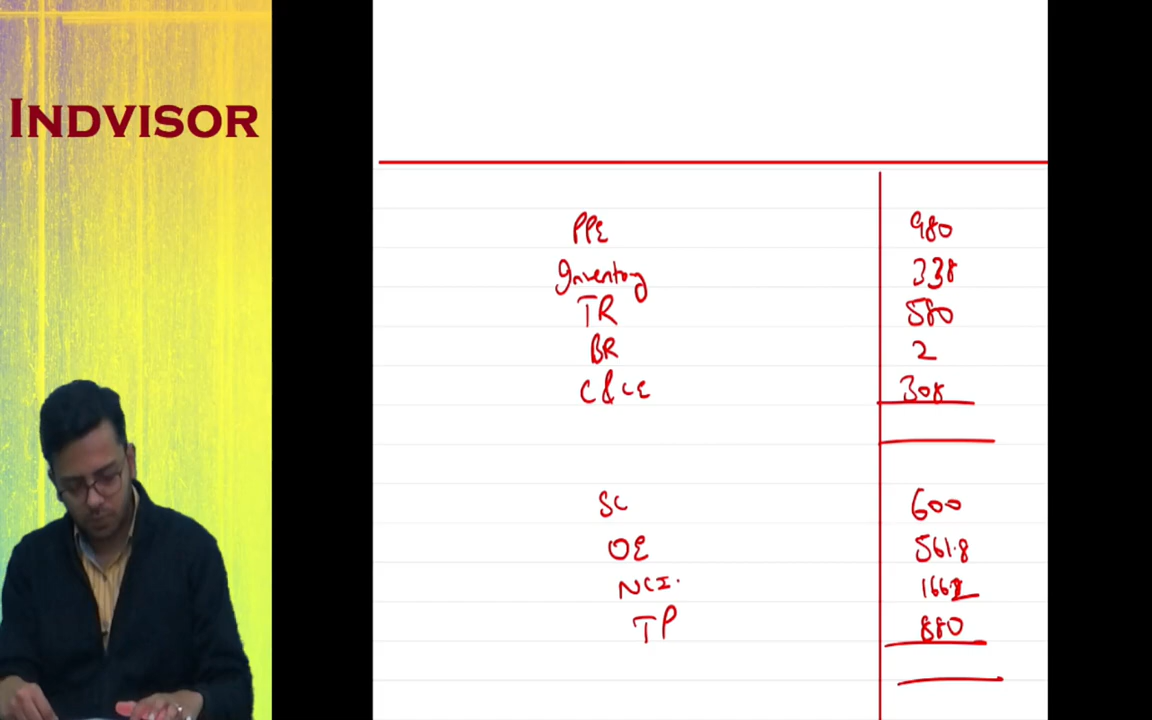 INDVISOR
PPE 980
Inventory 338
TR 580
BR 2
C&CE 308
SC 600
OE 561.8
NCI.
TP 880